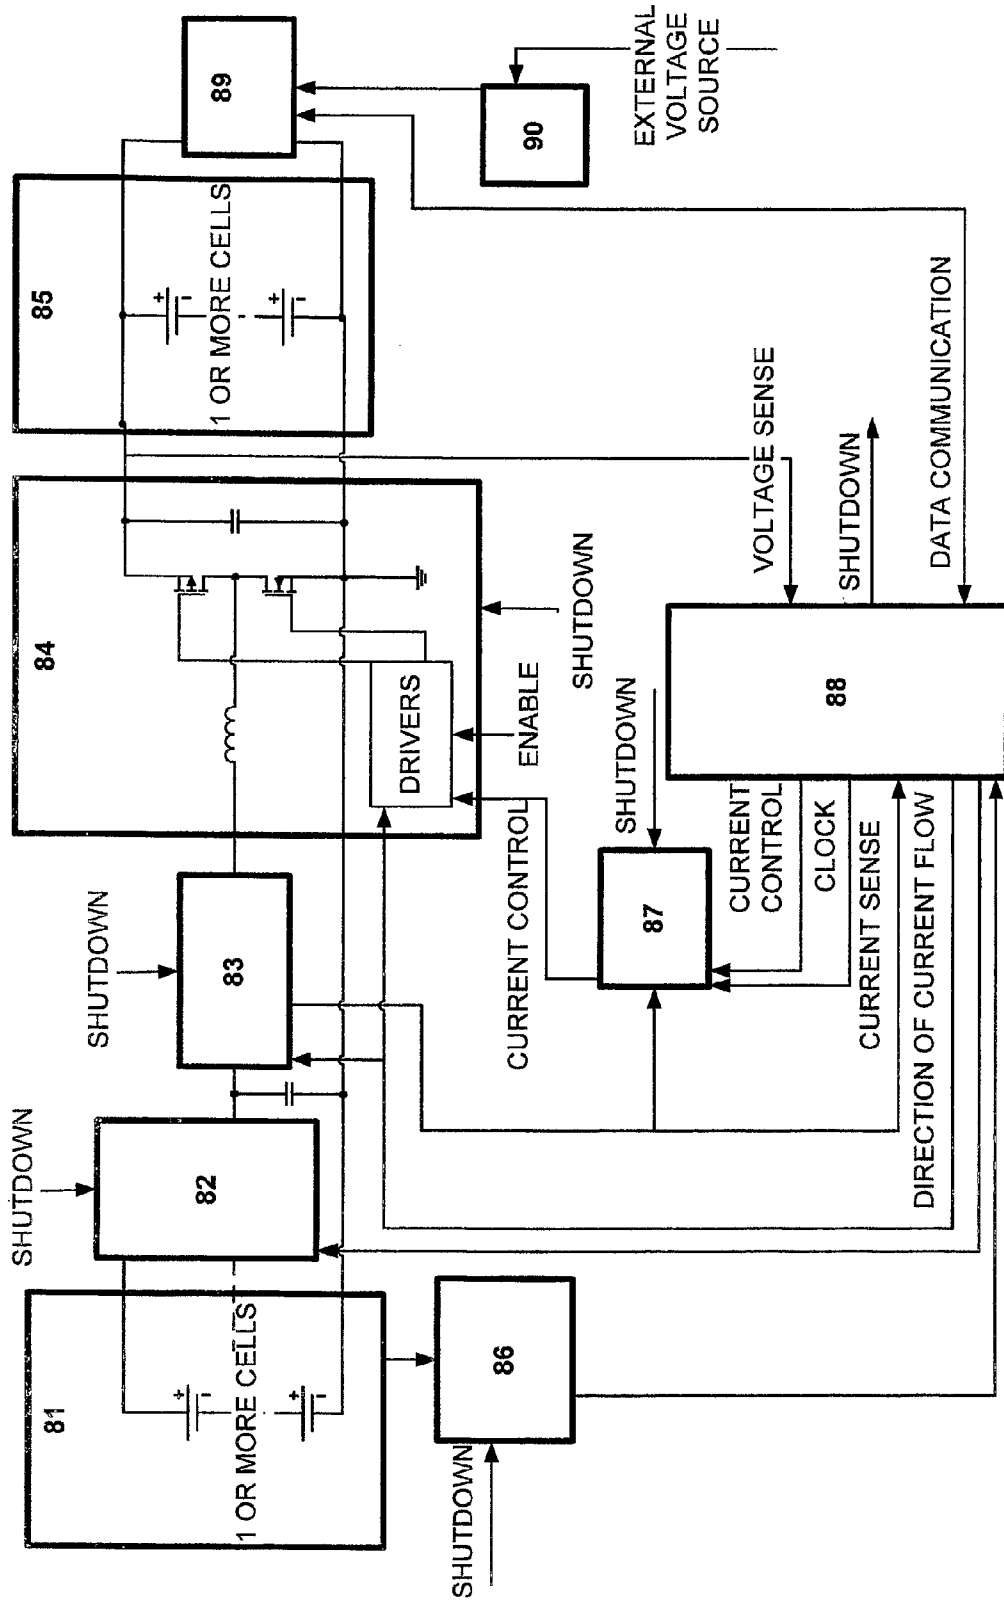 81
1 OR MORE CELLS
+
-
+
-
SHUTDOWN
82
SHUTDOWN
83
84
DRIVERS
ENABLE
SHUTDOWN
85
1 OR MORE CELLS
+
-
+
-
89
90
EXTERNAL
VOLTAGE
SOURCE
SHUTDOWN
86
CURRENT CONTROL
87
SHUTDOWN
VOLTAGE SENSE
CURRENT
CONTROL
CLOCK
CURRENT SENSE
DIRECTION OF CURRENT FLOW
88
SHUTDOWN
DATA COMMUNICATION